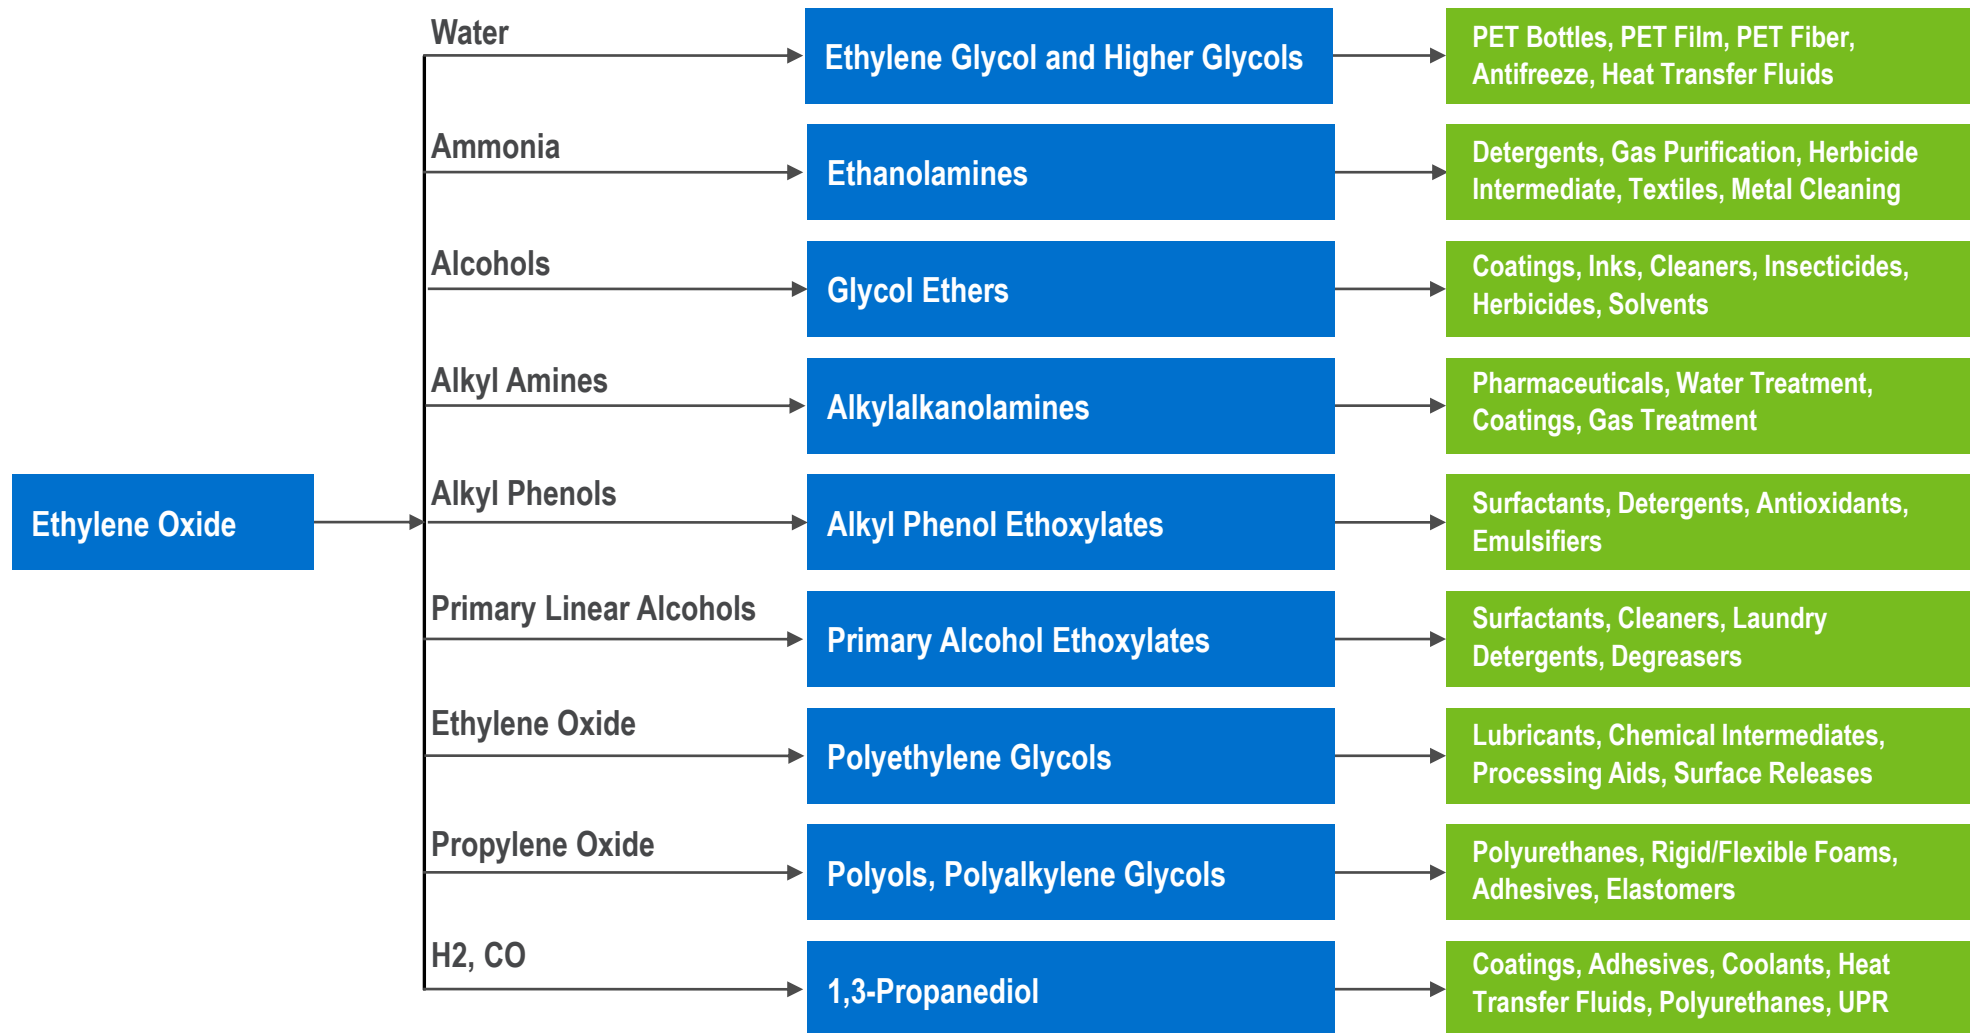 Water
Ethylene Glycol and Higher Glycols
PET Bottles, PET Film, PET Fiber,
Antifreeze, Heat Transfer Fluids
Ammonia
Ethanolamines
Detergents, Gas Purification, Herbicide
Intermediate, Textiles, Metal Cleaning
Alcohols
Glycol Ethers
Coatings, Inks, Cleaners, Insecticides,
Herbicides, Solvents
Alkyl Amines
Alkylalkanolamines
Pharmaceuticals, Water Treatment,
Coatings, Gas Treatment
Ethylene Oxide
Alkyl Phenols
Alkyl Phenol Ethoxylates
Surfactants, Detergents, Antioxidants,
Emulsifiers
Primary Linear Alcohols
Primary Alcohol Ethoxylates
Surfactants, Cleaners, Laundry
Detergents, Degreasers
Ethylene Oxide
Polyethylene Glycols
Lubricants, Chemical Intermediates,
Processing Aids, Surface Releases
Propylene Oxide
Polyols, Polyalkylene Glycols
Polyurethanes, Rigid/Flexible Foams,
Adhesives, Elastomers
H2, CO
1,3-Propanediol
Coatings, Adhesives, Coolants, Heat
Transfer Fluids, Polyurethanes, UPR